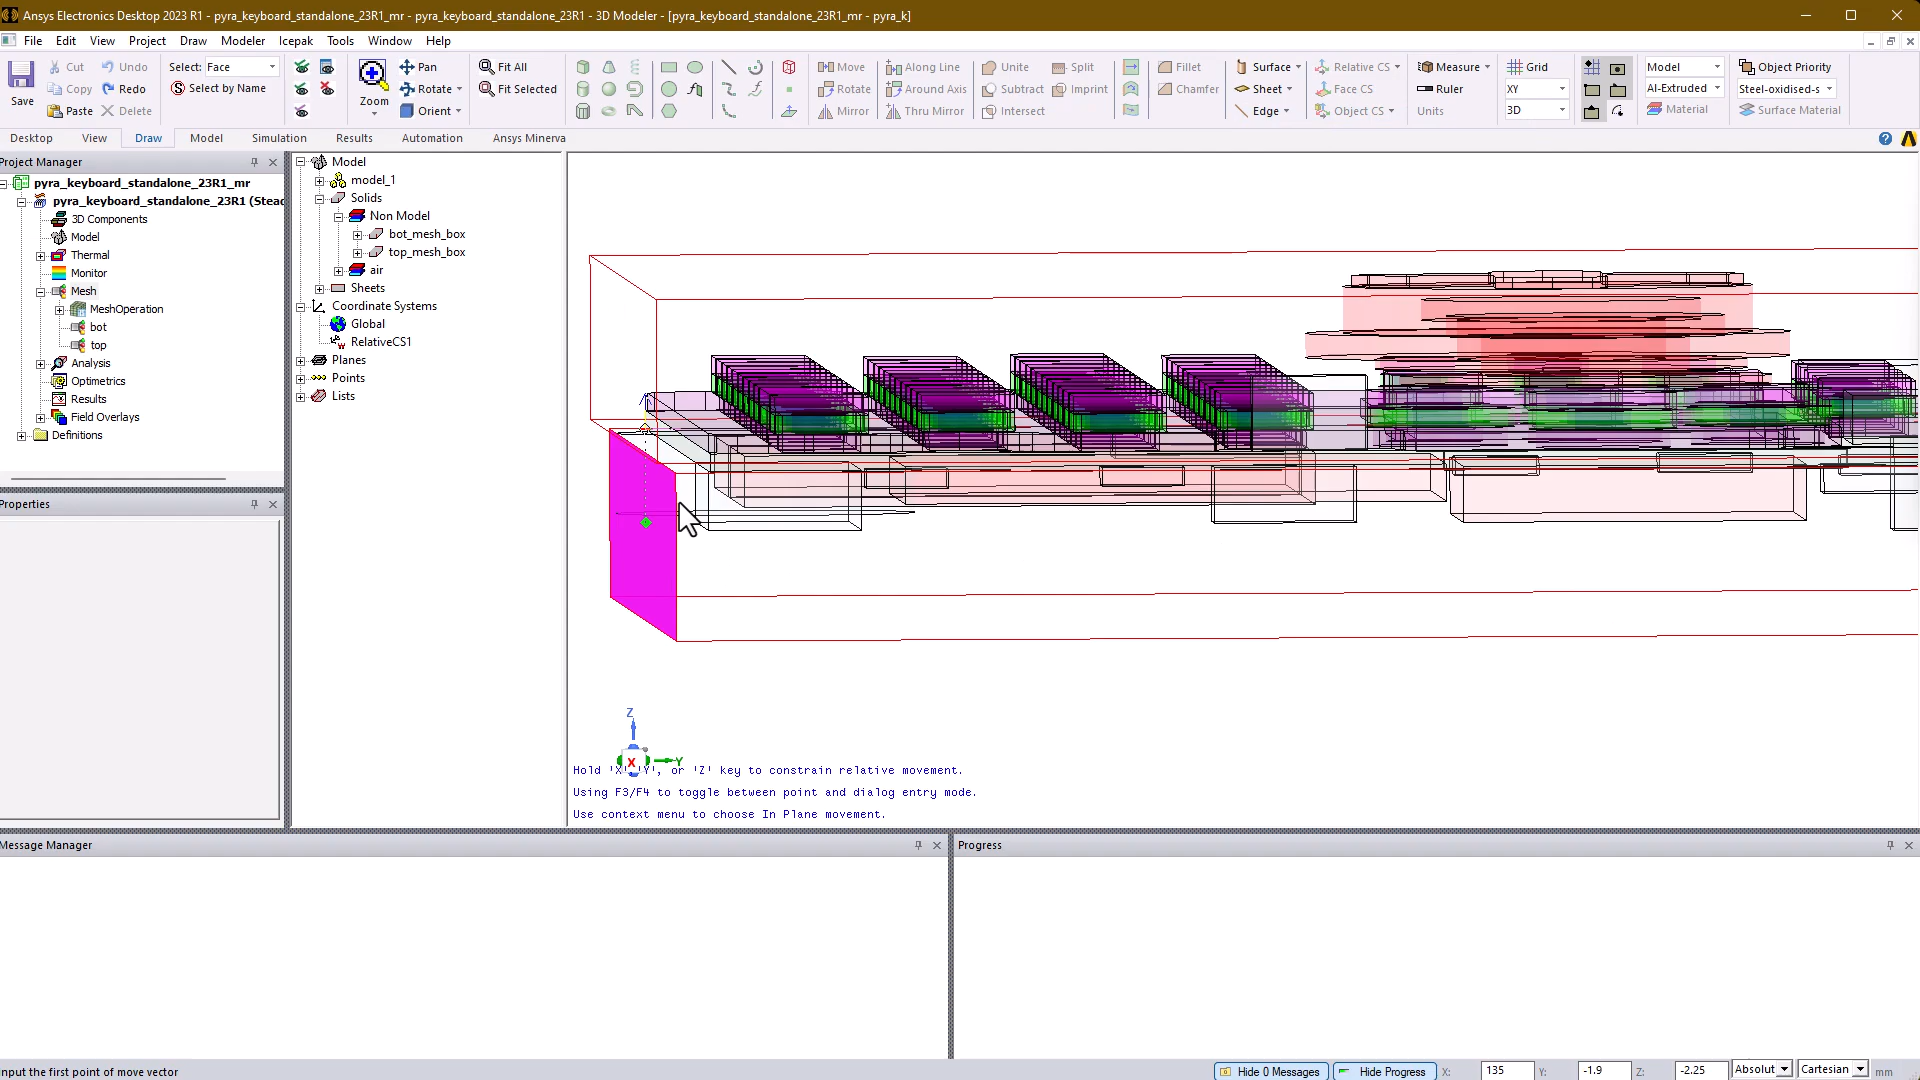 Ansys Electronics Desktop 2023 R1 - pyra_keyboard_standalone_23R1_mr - pyra_keyboard_standalone_23R1 - 3D Modeler - [pyra_keyboard_standalone_23R1_mr - pyra_k]
File Edit View Project Draw Modeler Icepak Tools Window Help
Save
Cut
Copy
Paste
Undo
Redo
Delete
Select: Face
Select by Name
Zoom
Pan
Rotate
Orient
Fit All
Fit Selected
Move
Rotate
Mirror
Along Line
Around Axis
Thru Mirror
Unite
Subtract
Intersect
Split
Imprint
Fillet
Chamfer
Surface
Sheet
Edge
Relative CS
Face CS
Object CS
Measure
Ruler
Units
Grid
XY
3D
Model
Al-Extruded
Material
Object Priority
Steel-oxidised-s
Surface Material
Desktop View Draw Model Simulation Results Automation Ansys Minerva
Project Manager
pyra_keyboard_standalone_23R1_mr
pyra_keyboard_standalone_23R1 (Steac
3D Components
Model
Thermal
Monitor
Mesh
MeshOperation
bot
top
Analysis
Optimetrics
Results
Field Overlays
Definitions
Properties
Model
model_1
Solids
Non Model
bot_mesh_box
top_mesh_box
air
Sheets
Coordinate Systems
Global
RelativeCS1
Planes
Points
Lists
Z
X
Y
Hold 'X' 'Y', or 'Z' key to constrain relative movement.
Using F3/F4 to toggle between point and dialog entry mode.
Use context menu to choose In Plane movement.
Message Manager
Progress
Input the first point of move vector
Hide 0 Messages
Hide Progress
X: 135 Y: -1.9 Z: -2.25 Absolut Cartesian mm